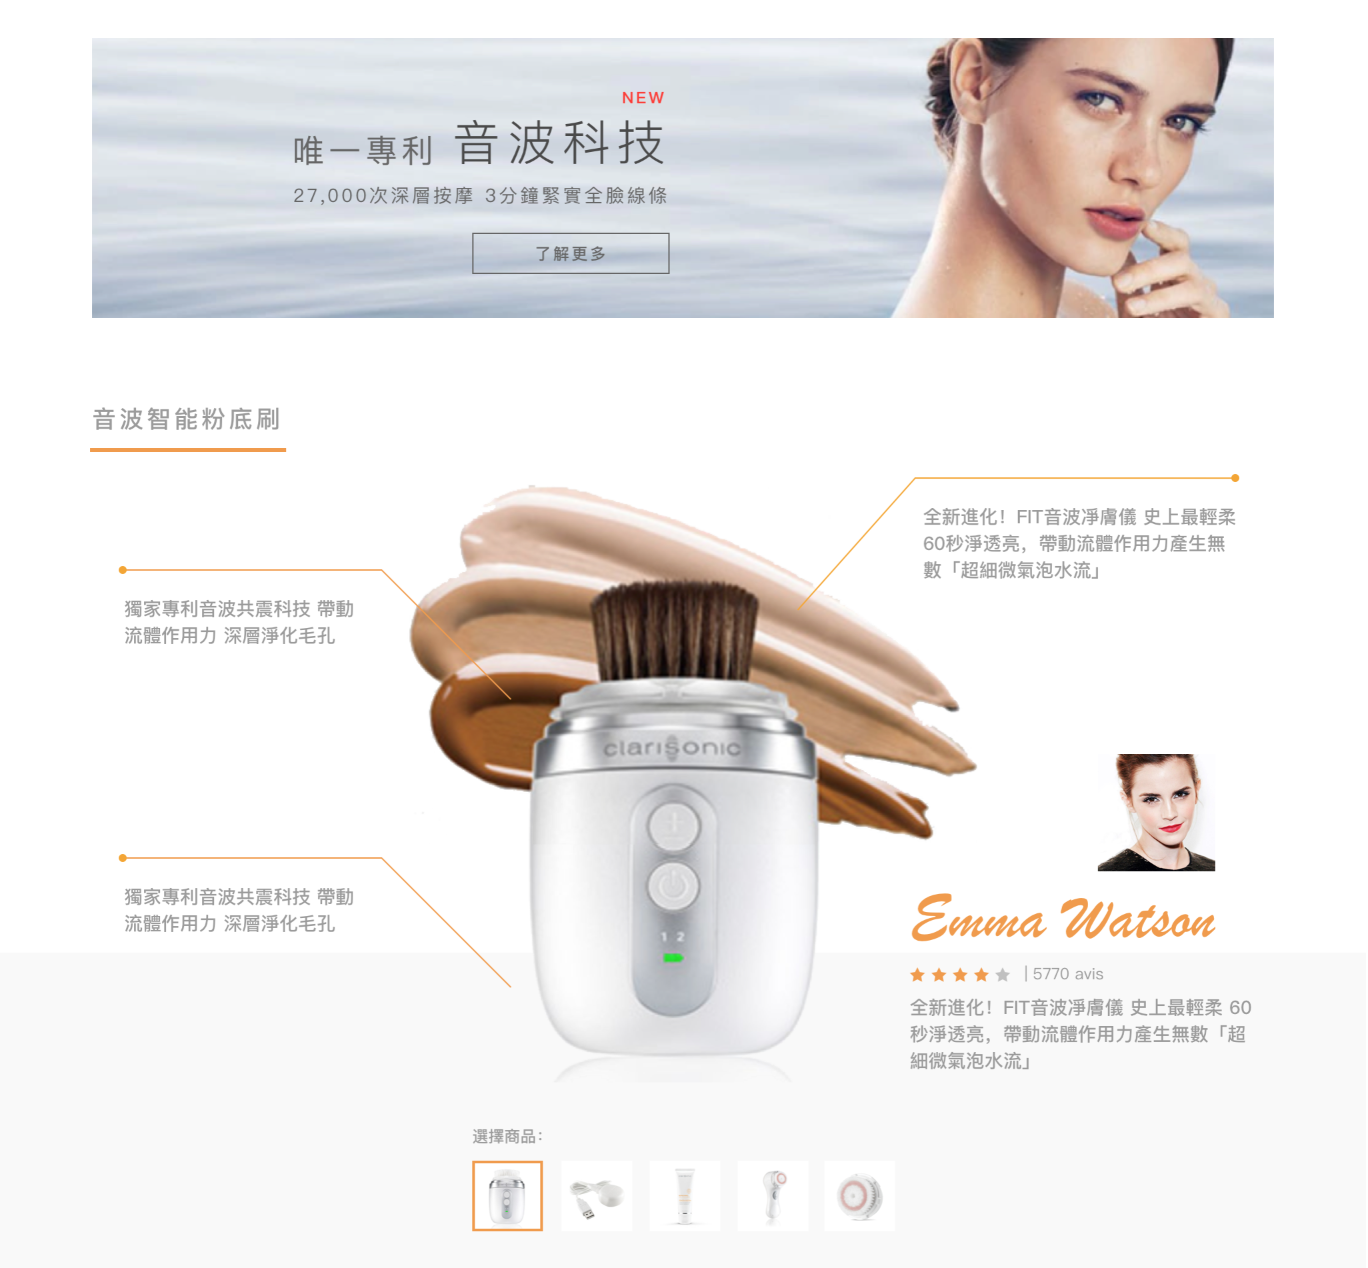 NEW
唯一專利 音波科技
27,000次深層按摩 3分鐘緊實全臉線條
了解更多
音波智能粉底刷
全新進化！FIT音波凈膚儀 史上最輕柔
60秒淨透亮，帶動流體作用力產生無
數「超細微氣泡水流」
獨家專利音波共震科技 帶動
流體作用力 深層淨化毛孔
clarisonic
1 2
獨家專利音波共震科技 帶動
流體作用力 深層淨化毛孔
Emma Watson
| 5770 avis
全新進化！FIT音波凈膚儀 史上最輕柔 60
秒淨透亮，帶動流體作用力產生無數「超
細微氣泡水流」
選擇商品：